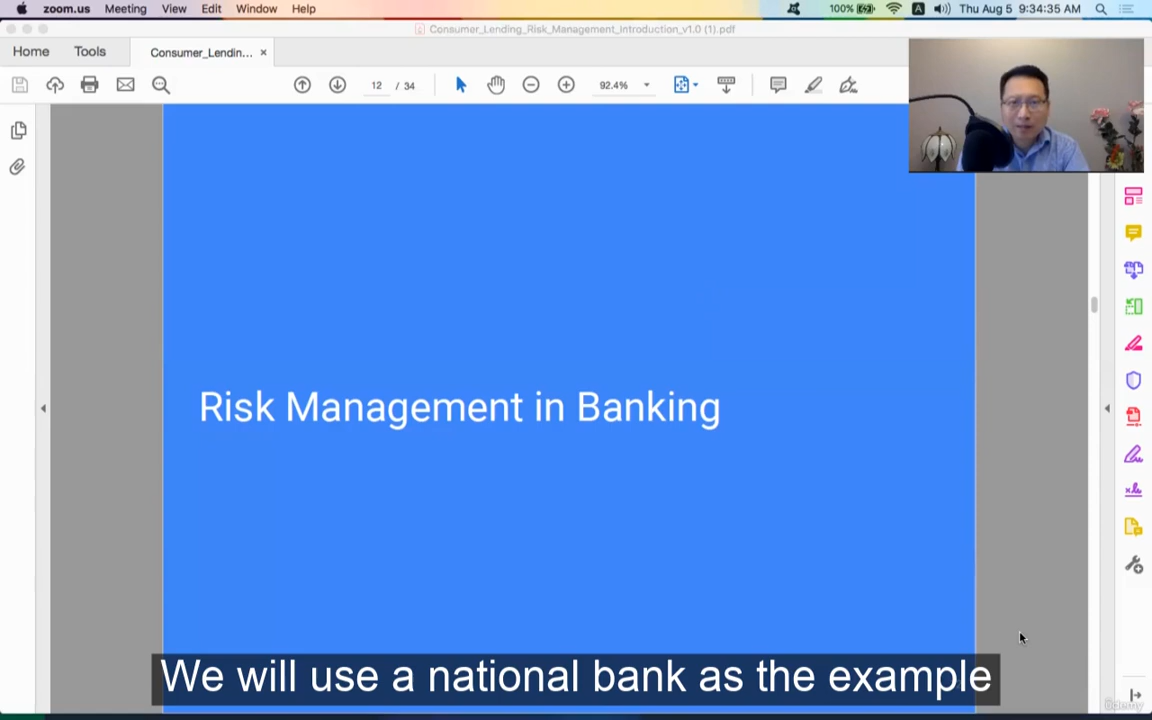 zoom.us Meeting View Edit Window Help 100% A Thu Aug 5 9:34:35 AM
Consumer_Lending_Risk_Management_Introduction_v1.0 (1).pdf
Home Tools Consumer_Lendin... ×
12 / 34 92.4%
Risk Management in Banking
We will use a national bank as the example
ûdemy